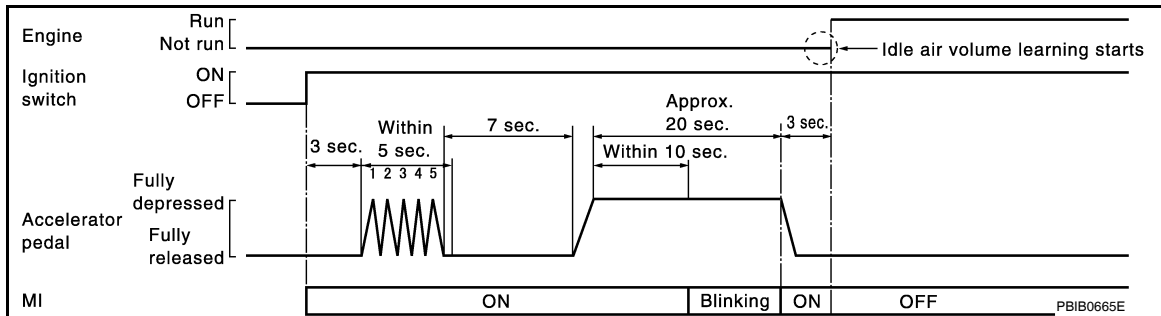 Engine
Run
Not run
Idle air volume learning starts
Ignition
switch
ON
OFF
Approx.
20 sec.
3 sec.
Within
5 sec.
7 sec.
3 sec.
Within 10 sec.
1 2 3 4 5
Accelerator
pedal
Fully
depressed
Fully
released
MI
ON
Blinking
ON
OFF
PBIB0665E